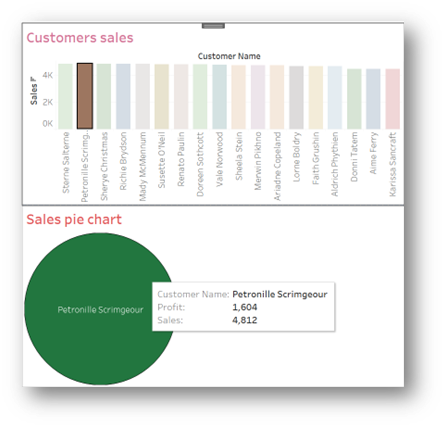 Customers sales
Customer Name
Sales
4K
2K
0K
Sterne Salterne
Petronille Scrimg..
Sherye Christmas
Richie Brydson
Mady McMennum
Susette O'Neil
Renato Paulin
Doreen Sothcott
Vale Norwood
Sheela Stein
Merwin Pikhno
Ariadne Copeland
Lorne Boldry
Faith Grushin
Aldrich Phythien
Donni Tatem
Aime Ferry
Karissa Sancraft
Sales pie chart
Petronille Scrimgeour
Customer Name: Petronille Scrimgeour
Profit: 1,604
Sales: 4,812